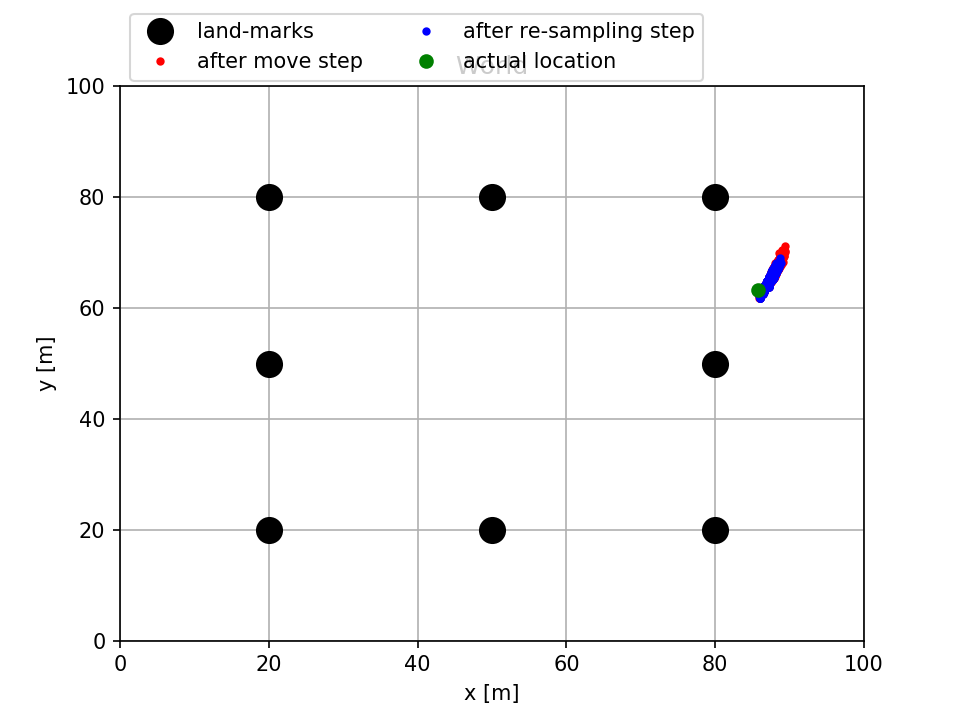 land-marks
after move step
after re-sampling step
actual location
World
100
80
60
40
20
0
y [m]
0 20 40 60 80 100
x [m]